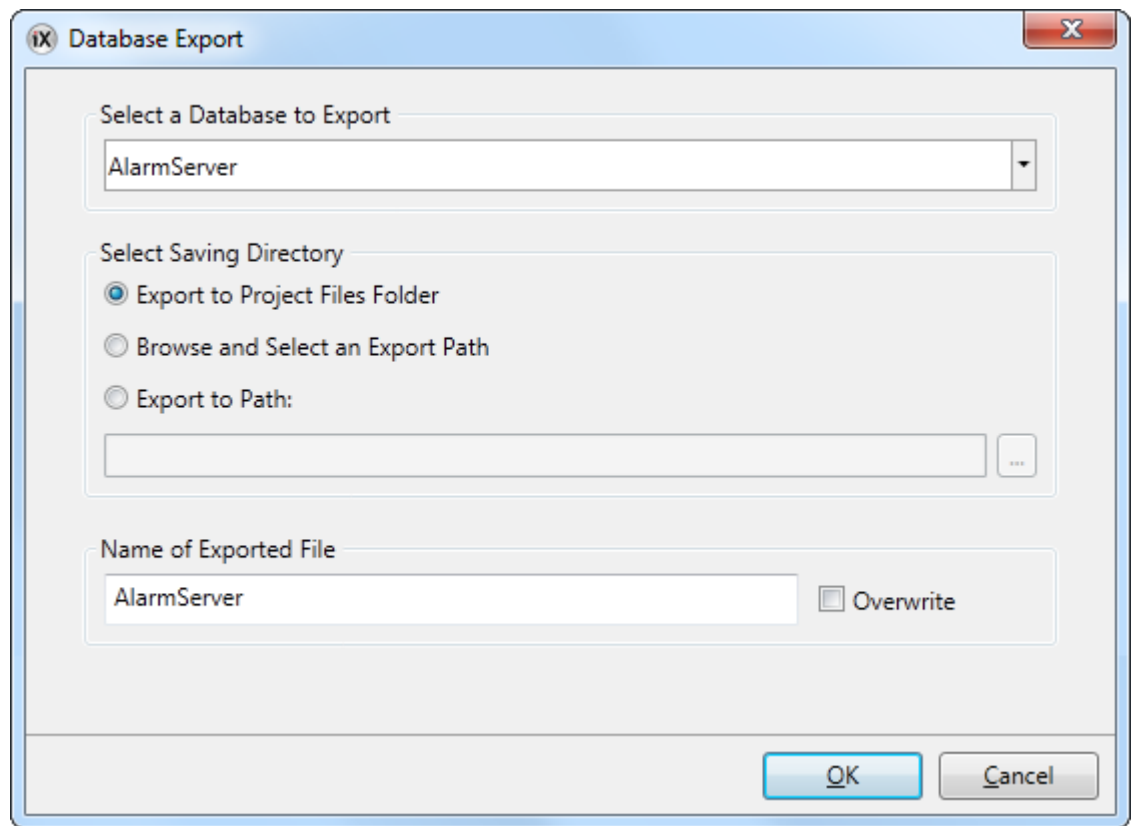 iX Database Export
Select a Database to Export
AlarmServer
Select Saving Directory
Export to Project Files Folder
Browse and Select an Export Path
Export to Path:
...
Name of Exported File
AlarmServer
Overwrite
OK
Cancel